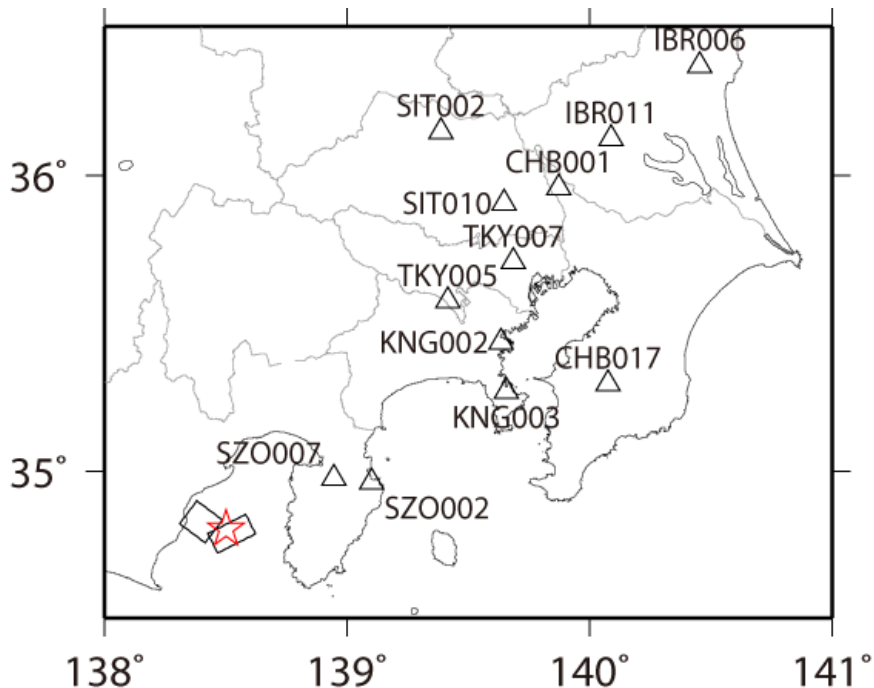 IBR006
SIT002
IBR011
CHB001
36°
SIT010
TKY007
TKY005
KNG002
CHB017
KNG003
SZO007
35°
SZO002
138°
139°
140°
141°